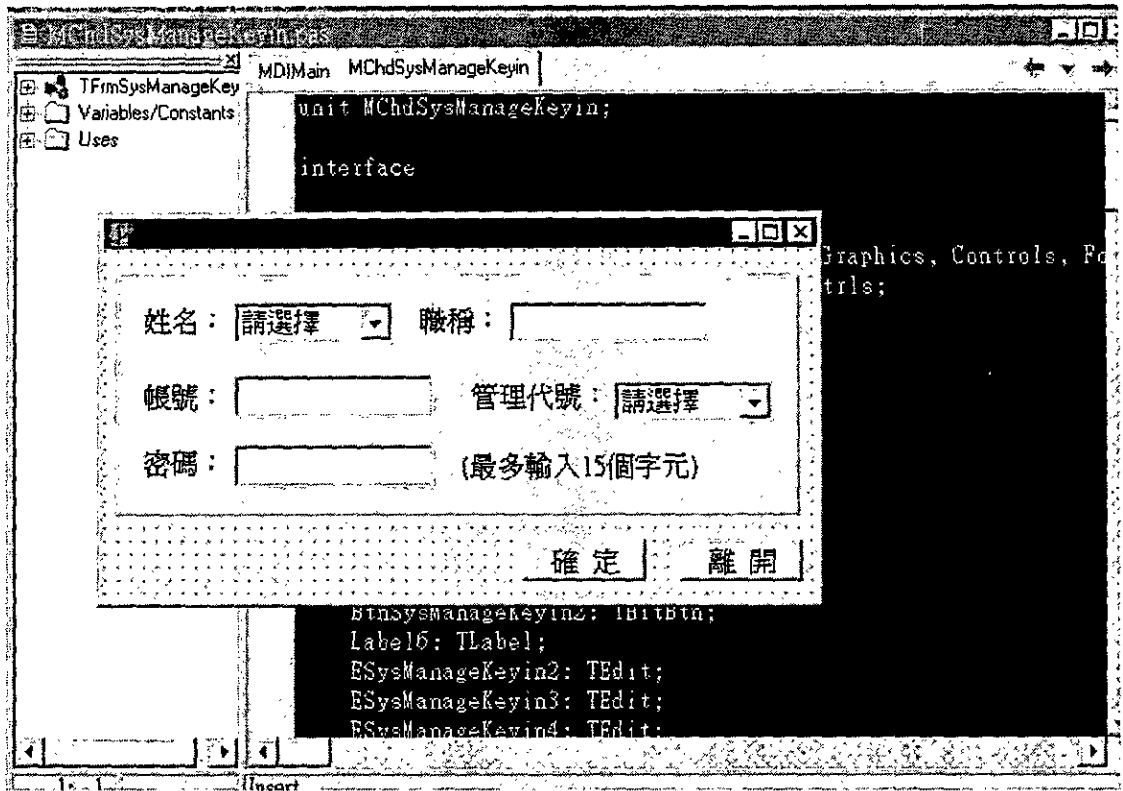 MChdSysManageKeyin.pas
MDIMain MChdSysManageKeyin
TFrmSysManageKey
Variables/Constants
Uses
unit MChdSysManageKeyin;
interface
Graphics, Controls, Fo
trls;
姓名： 請選擇 職稱：
帳號： 管理代號： 請選擇
密碼： (最多輸入15個字元)
確 定 離 開
BtnSysManageKeyin2: TBitBtn;
Label6: TLabel;
ESysManageKeyin2: TEdit;
ESysManageKeyin3: TEdit;
ESysManageKeyin4: TEdit;
1: 1 Insert